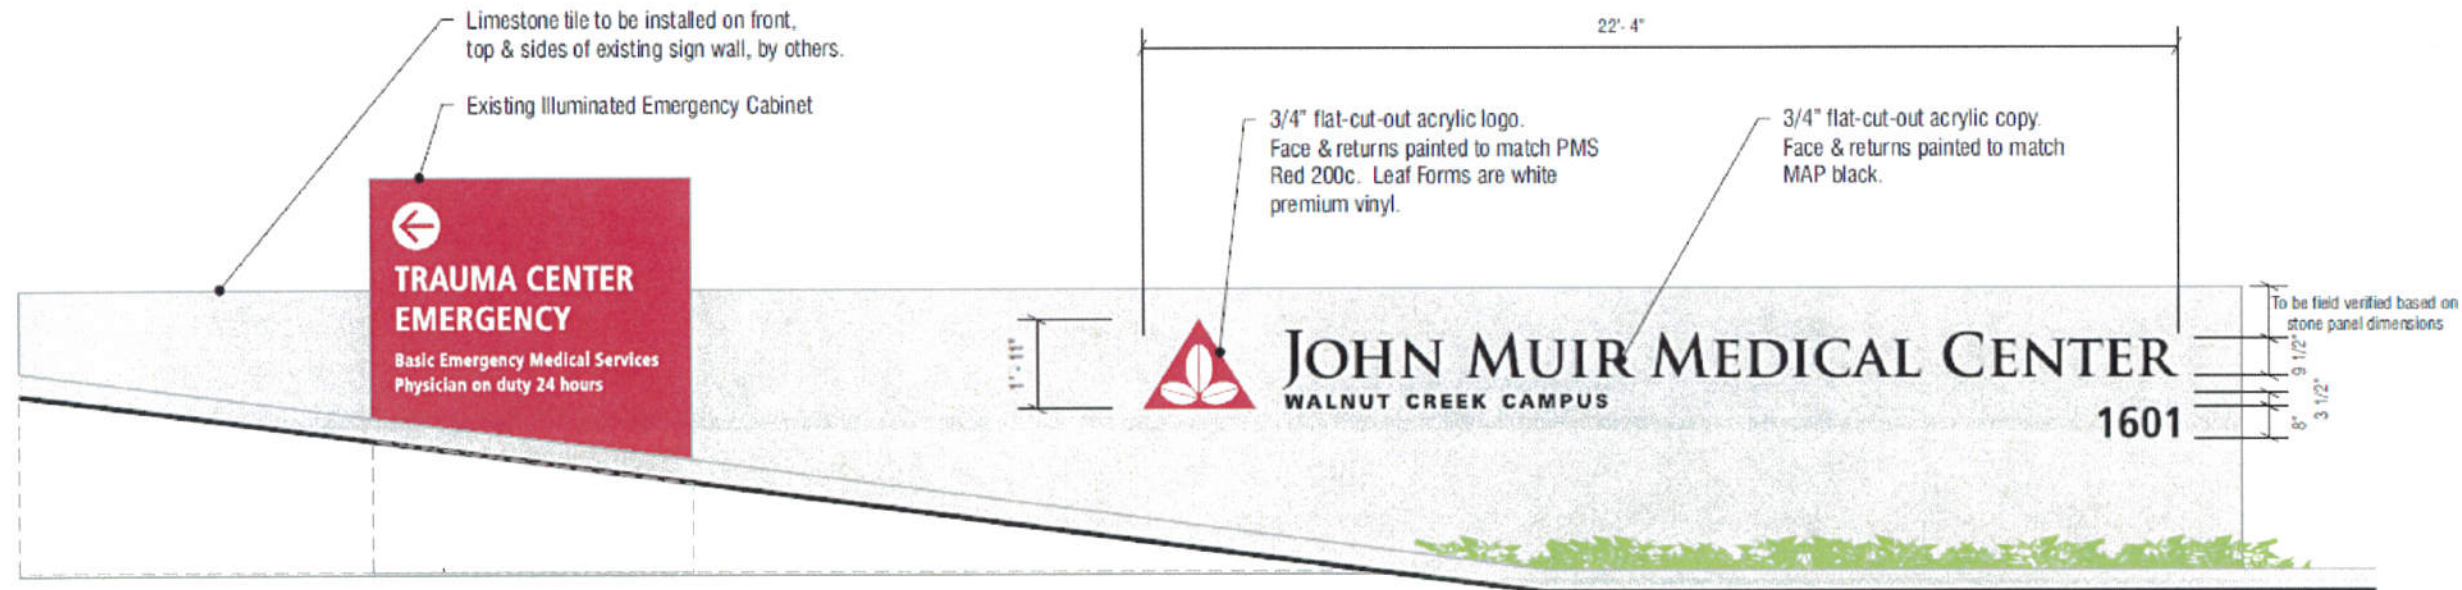 Limestone tile to be installed on front,
top & sides of existing sign wall, by others.
Existing Illuminated Emergency Cabinet
22'- 4"
3/4" flat-cut-out acrylic logo.
Face & returns painted to match PMS
Red 200c. Leaf Forms are white
premium vinyl.
3/4" flat-cut-out acrylic copy.
Face & returns painted to match
MAP black.
TRAUMA CENTER
EMERGENCY
Basic Emergency Medical Services
Physician on duty 24 hours
1'- 11"
JOHN MUIR MEDICAL CENTER
WALNUT CREEK CAMPUS
1601
To be field verified based on
stone panel dimensions
9 1/2"
3 1/2"
8"